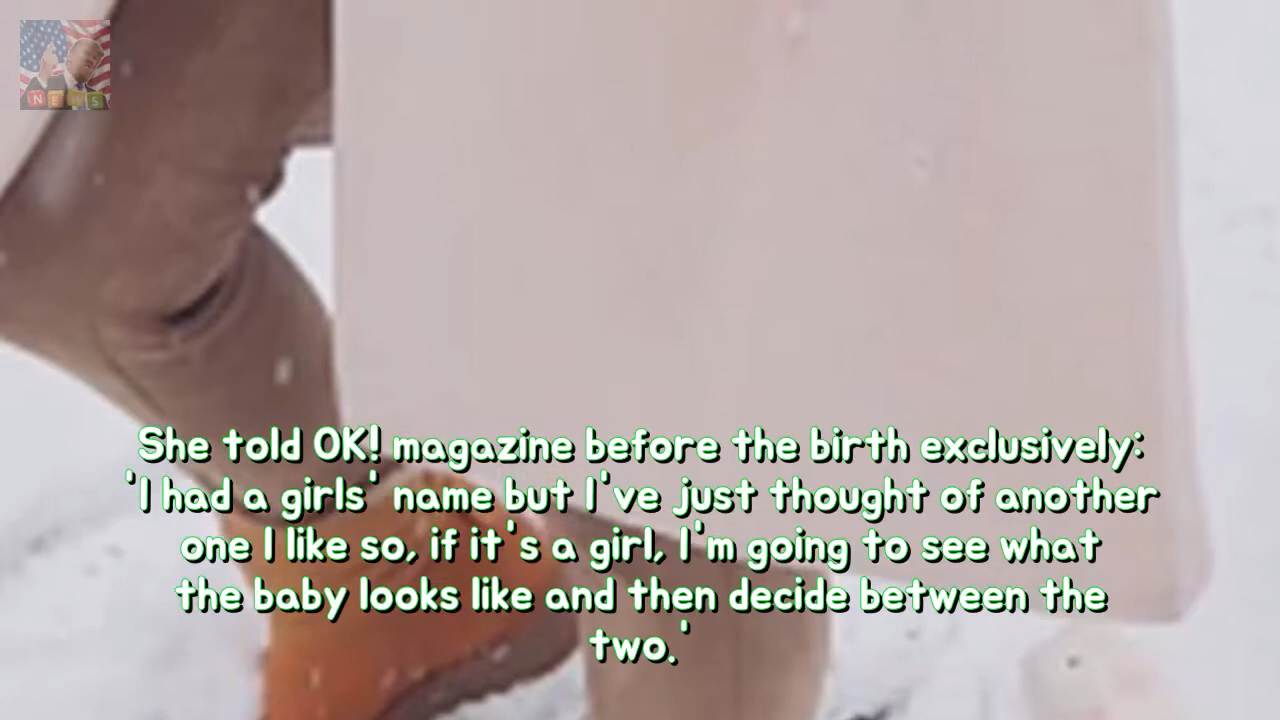 NEWS
She told OK! magazine before the birth exclusively:
'I had a girls' name but I've just thought of another
one I like so, if it's a girl, I'm going to see what
the baby looks like and then decide between the
two.'